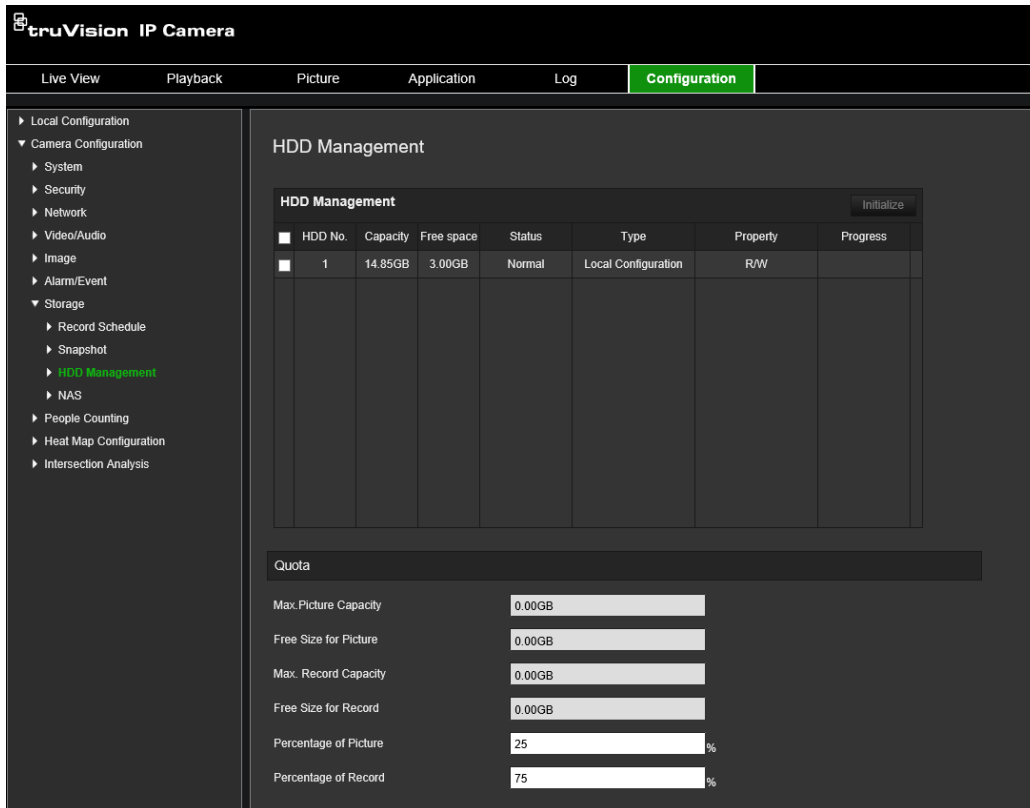 truVision IP Camera
Live View Playback Picture Application Log Configuration
Local Configuration
Camera Configuration
System
Security
Network
Video/Audio
Image
Alarm/Event
Storage
Record Schedule
Snapshot
HDD Management
NAS
People Counting
Heat Map Configuration
Intersection Analysis
HDD Management
HDD Management Initialize
HDD No. Capacity Free space Status Type Property Progress
1 14.85GB 3.00GB Normal Local Configuration R/W
Quota
Max.Picture Capacity 0.00GB
Free Size for Picture 0.00GB
Max. Record Capacity 0.00GB
Free Size for Record 0.00GB
Percentage of Picture 25 %
Percentage of Record 75 %